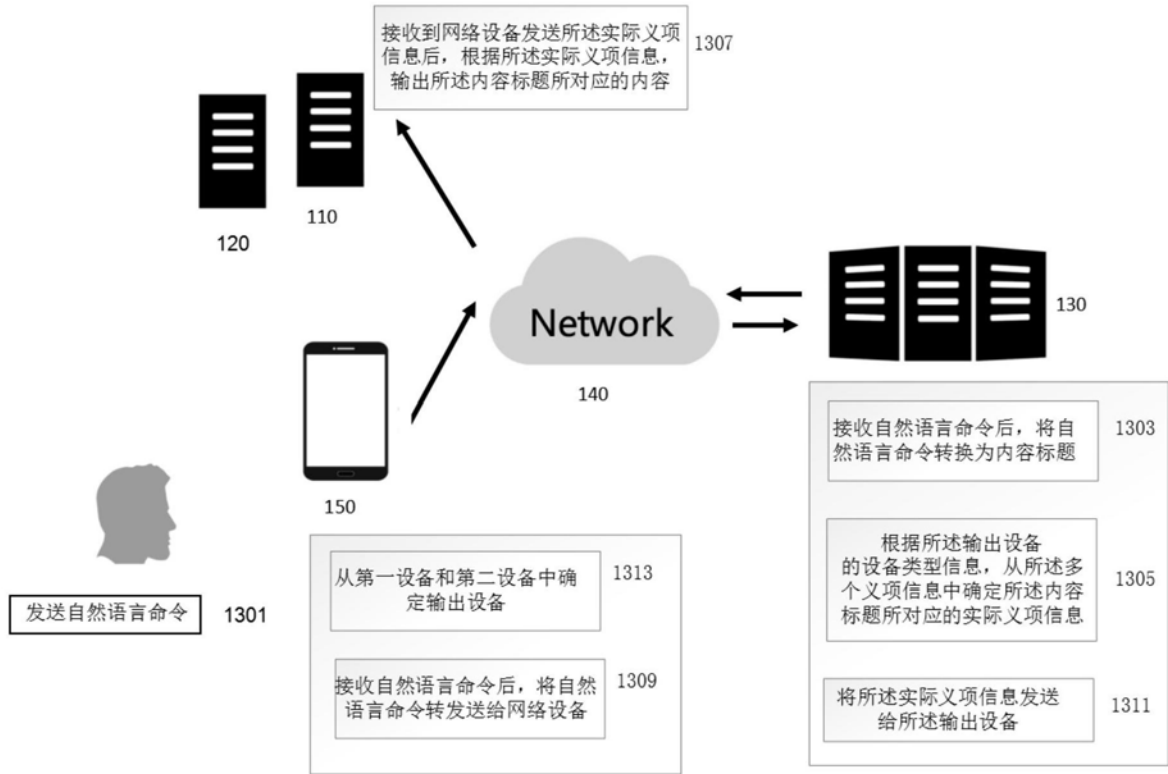 接收到网络设备发送所述实际义项
信息后，根据所述实际义项信息，
输出所述内容标题所对应的内容
1307
120
110
Network
140
130
150
发送自然语言命令
1301
从第一设备和第二设备中确
定输出设备
1313
接收自然语言命令后，将自然
语言命令转发送给网络设备
1309
接收自然语言命令后，将自
然语言命令转换为内容标题
1303
根据所述输出设备
的设备类型信息，从所述多
个义项信息中确定所述内容
标题所对应的实际义项信息
1305
将所述实际义项信息发送
给所述输出设备
1311